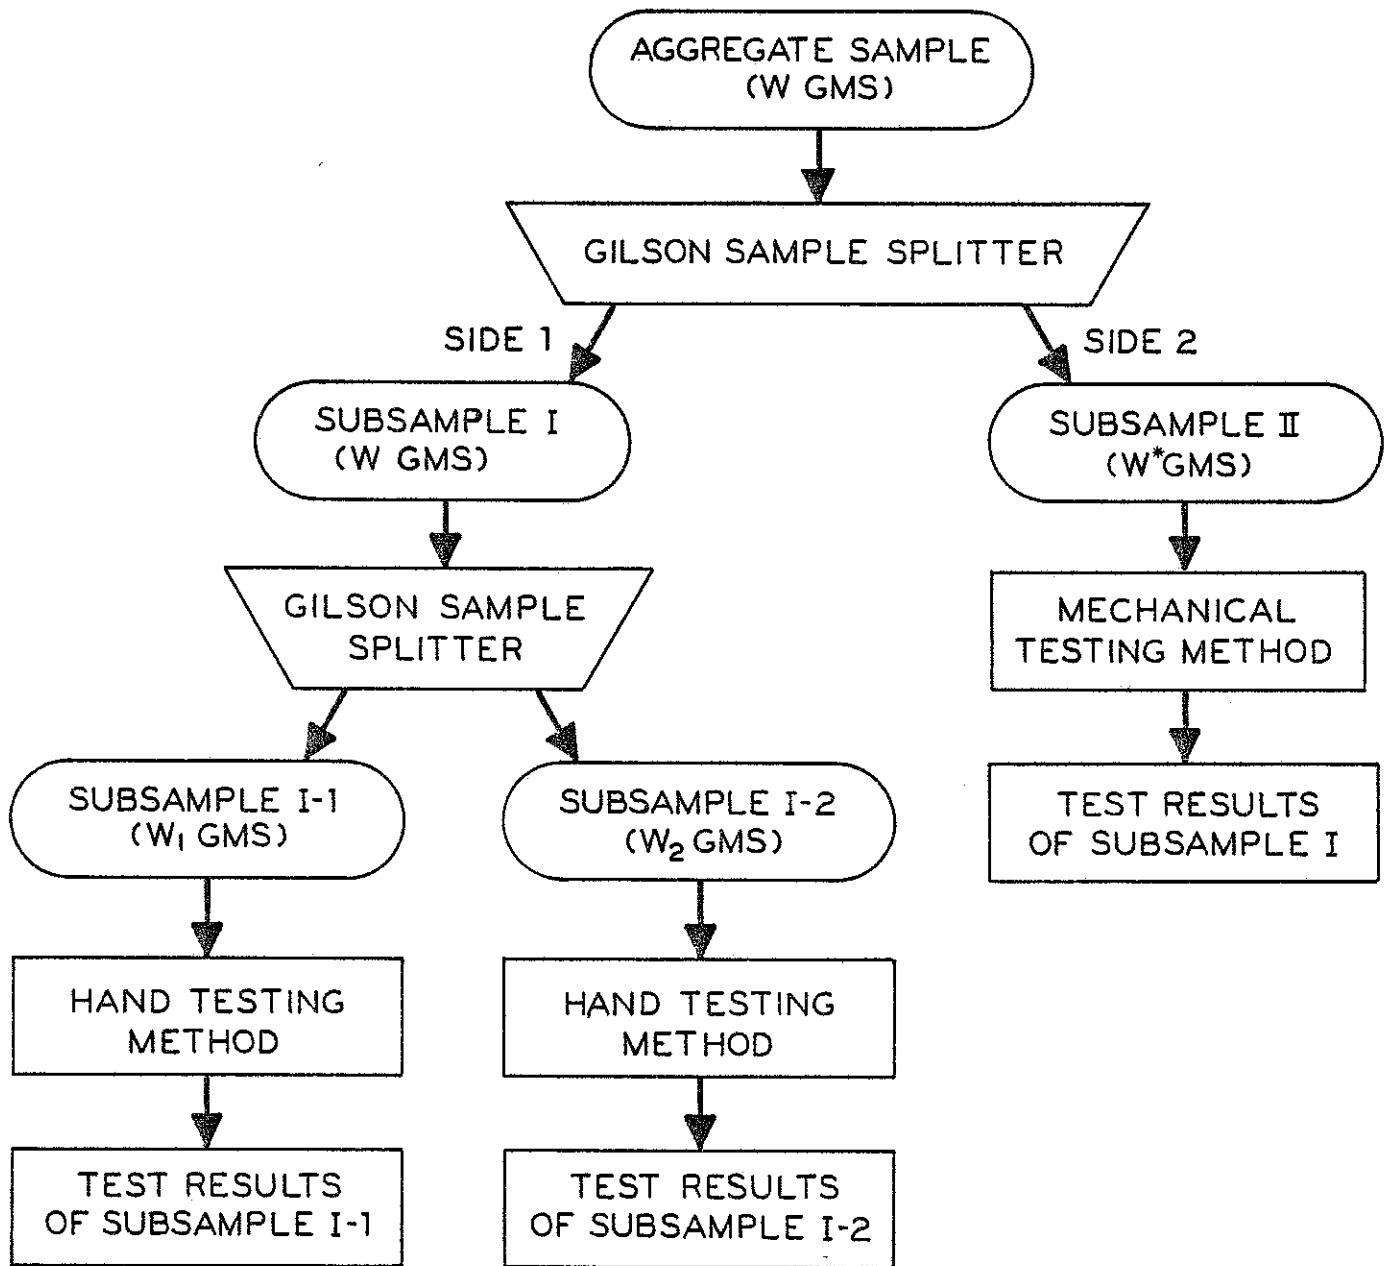 AGGREGATE SAMPLE
(W GMS)
GILSON SAMPLE SPLITTER
SIDE 1
SIDE 2
SUBSAMPLE I
(W GMS)
SUBSAMPLE II
(W* GMS)
GILSON SAMPLE
SPLITTER
MECHANICAL
TESTING METHOD
SUBSAMPLE I-1
(W₁ GMS)
SUBSAMPLE I-2
(W₂ GMS)
TEST RESULTS
OF SUBSAMPLE I
HAND TESTING
METHOD
HAND TESTING
METHOD
TEST RESULTS
OF SUBSAMPLE I-1
TEST RESULTS
OF SUBSAMPLE I-2